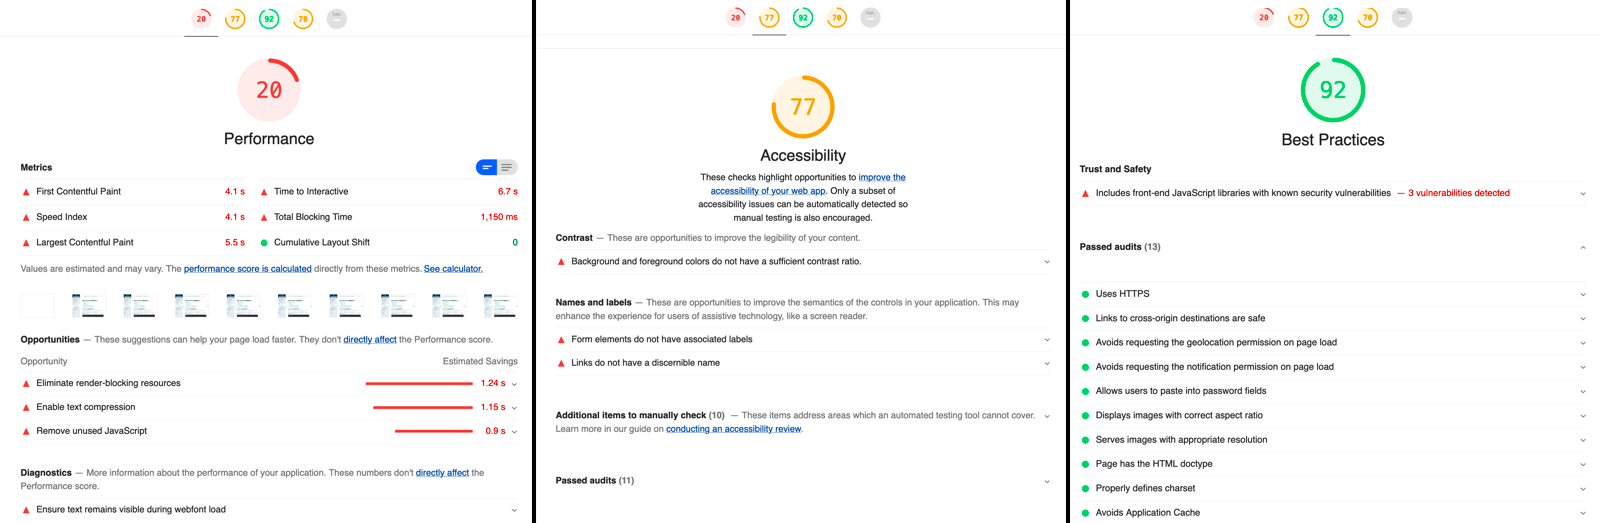 20 77 92 70
20
Performance
Metrics
First Contentful Paint 4.1 s
Time to Interactive 6.7 s
Speed Index 4.1 s
Total Blocking Time 1,150 ms
Largest Contentful Paint 5.5 s
Cumulative Layout Shift 0
Values are estimated and may vary. The performance score is calculated directly from these metrics. See calculator.
Opportunities — These suggestions can help your page load faster. They don't directly affect the Performance score.
Opportunity Estimated Savings
Eliminate render-blocking resources 1.24 s
Enable text compression 1.15 s
Remove unused JavaScript 0.9 s
Diagnostics — More information about the performance of your application. These numbers don't directly affect the
Performance score.
Ensure text remains visible during webfont load
20 77 92 70
77
Accessibility
These checks highlight opportunities to improve the
accessibility of your web app. Only a subset of
accessibility issues can be automatically detected so
manual testing is also encouraged.
Contrast — These are opportunities to improve the legibility of your content.
Background and foreground colors do not have a sufficient contrast ratio.
Names and labels — These are opportunities to improve the semantics of the controls in your application. This may
enhance the experience for users of assistive technology, like a screen reader.
Form elements do not have associated labels
Links do not have a discernible name
Additional items to manually check (10) — These items address areas which an automated testing tool cannot cover.
Learn more in our guide on conducting an accessibility review.
Passed audits (11)
20 77 92 70
92
Best Practices
Trust and Safety
Includes front-end JavaScript libraries with known security vulnerabilities — 3 vulnerabilities detected
Passed audits (13)
Uses HTTPS
Links to cross-origin destinations are safe
Avoids requesting the geolocation permission on page load
Avoids requesting the notification permission on page load
Allows users to paste into password fields
Displays images with correct aspect ratio
Serves images with appropriate resolution
Page has the HTML doctype
Properly defines charset
Avoids Application Cache